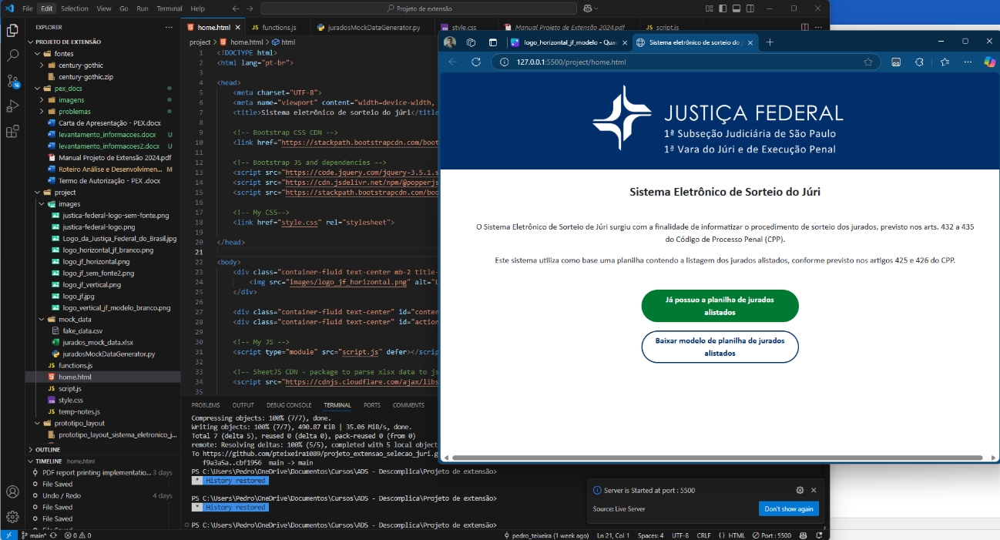 File Edit Selection View Go Run Terminal Help
Projeto de extensão
EXPLORER
PROJETO DE EXTENSÃO
fontes
century-gothic
century-gothic.zip
pex_docs
imagens
problemas
Carta de Apresentação - PEX.docx
levantamento_informacoes.docx U
levantamento_informacoes2.docx U
Manual Projeto de Extensão 2024.pdf
Roteiro Análise e Desenvolvimen... M
Termo de Autorização - PEX .docx
project
images
justica-federal-logo-sem-fonte.png
justica-federal-logo.png
Logo_da_Justiça_Federal_do_Brasil.jpg
logo_horizontal_jf_branco.png
logo_jf_horizontal.png
logo_jf_sem_fonte2.png
logo_jf_vertical.png
logo_jf.jpg
logo_vertical_jf_modelo_branco.png
mock_data
fake_data.csv
jurados_mock_data.xlsx
juradosMockDataGenerator.py
functions.js
home.html
script.js
style.css
temp-notes.js
prototipo_layout
prototipo_layout_sistema_eletronico_j...
OUTLINE
TIMELINE home.html
PDF report printing implementatio... 3 days
File Saved
Undo / Redo 4 days
File Saved
File Saved
16
home.html
functions.js
juradosMockDataGenerator.py
style.css
Manual Projeto de Extensão 2024.pdf
script.js
project > home.html > html
1 <!DOCTYPE html>
2 <html lang="pt-br">
3
4 <head>
5 <meta charset="UTF-8">
6 <meta name="viewport" content="width=device-width,
7 <title>Sistema eletrônico de sorteio do júri</title
8
9 <!-- Bootstrap CSS CDN -->
10 <link href="https://stackpath.bootstrapcdn.com/boot
11
12 <!-- Bootstrap JS and dependencies -->
13 <script src="https://code.jquery.com/jquery-3.5.1.s
14 <script src="https://cdn.jsdelivr.net/npm/@popperjs
15 <script src="https://stackpath.bootstrapcdn.com/boo
16
17 <!-- My CSS-->
18 <link href="style.css" rel="stylesheet">
19
20 </head>
21
22 <body>
23 <div class="container-fluid text-center mb-2 title-
24 <img src="images/logo_jf_horizontal.png" alt="L
25 </div>
26
27 <div class="container-fluid text-center" id="conten
28 <div class="container-fluid text-center" id="action
29
30 <!-- My JS -->
31 <script type="module" src="script.js" defer></scrip
32
33 <!-- SheetJS CDN - package to parse xlsx data to js
34 <script src="https://cdnjs.cloudflare.com/ajax/libs
35
PROBLEMS OUTPUT DEBUG CONSOLE TERMINAL PORTS COMMENTS
Compressing objects: 100% (7/7), done.
Writing objects: 100% (7/7), 490.87 KiB | 35.06 MiB/s, done.
Total 7 (delta 5), reused 0 (delta 0), pack-reused 0 (from 0)
remote: Resolving deltas: 100% (5/5), completed with 5 local object
To https://github.com/pteixeira1089/projeto_extensao_selecao_juri.g
f9a3a5a..cbf1956 main -> main
PS C:\Users\Pedro\OneDrive\Documentos\Cursos\ADS - Descomplica\Projeto de extensão>
* History restored
PS C:\Users\Pedro\OneDrive\Documentos\Cursos\ADS - Descomplica\Projeto de extensão>
* History restored
PS C:\Users\Pedro\OneDrive\Documentos\Cursos\ADS - Descomplica\Projeto de extensão>
logo_horizontal_jf_modelo - Qua
Sistema eletrônico de sorteio do j
127.0.0.1:5500/project/home.html
JUSTIÇA FEDERAL
1ª Subseção Judiciária de São Paulo
1ª Vara do Júri e de Execução Penal
Sistema Eletrônico de Sorteio do Júri
O Sistema Eletrônico de Sorteio de Júri surgiu com a finalidade de informatizar o procedimento de sorteio dos jurados, previsto nos arts. 432 a 435
do Código de Processo Penal (CPP).
Este sistema utiliza como base uma planilha contendo a listagem dos jurados alistados, conforme previsto nos artigos 425 e 426 do CPP.
Já possuo a planilha de jurados
alistados
Baixar modelo de planilha de jurados
alistados
Server is Started at port : 5500
Source: Live Server
Don't show again
main* 0 0
pedro_teixeira (1 week ago) Ln 21, Col 1 Spaces: 4 UTF-8 CRLF HTML Port : 5500